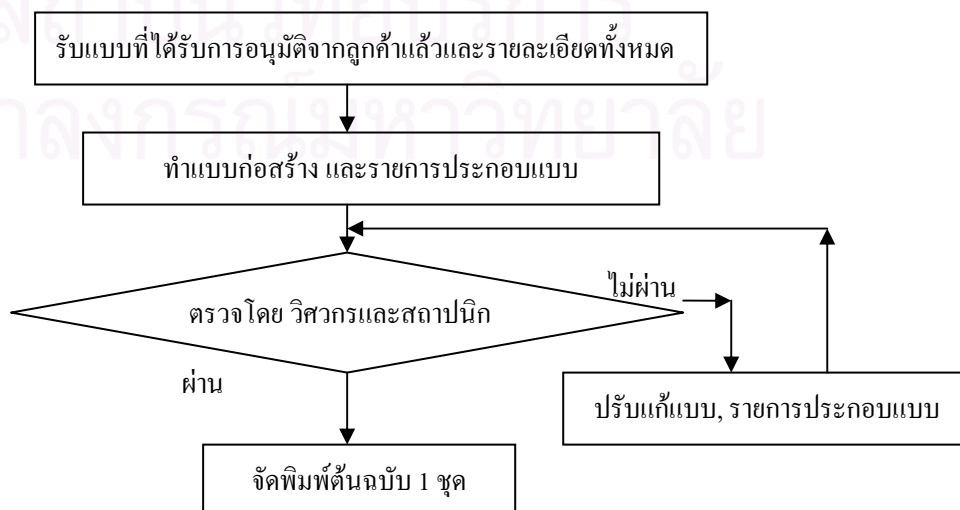 รับแบบที่ได้รับการอนุมัติจากลูกค้าแล้วและรายละเอียดทั้งหมด
ทำแบบก่อสร้าง และรายการประกอบแบบ
ไม่ผ่าน
ตรวจโดย วิศวกรและสถาปนิก
ผ่าน
ปรับแก้แบบ, รายการประกอบแบบ
จัดพิมพ์ต้นฉบับ 1 ชุด